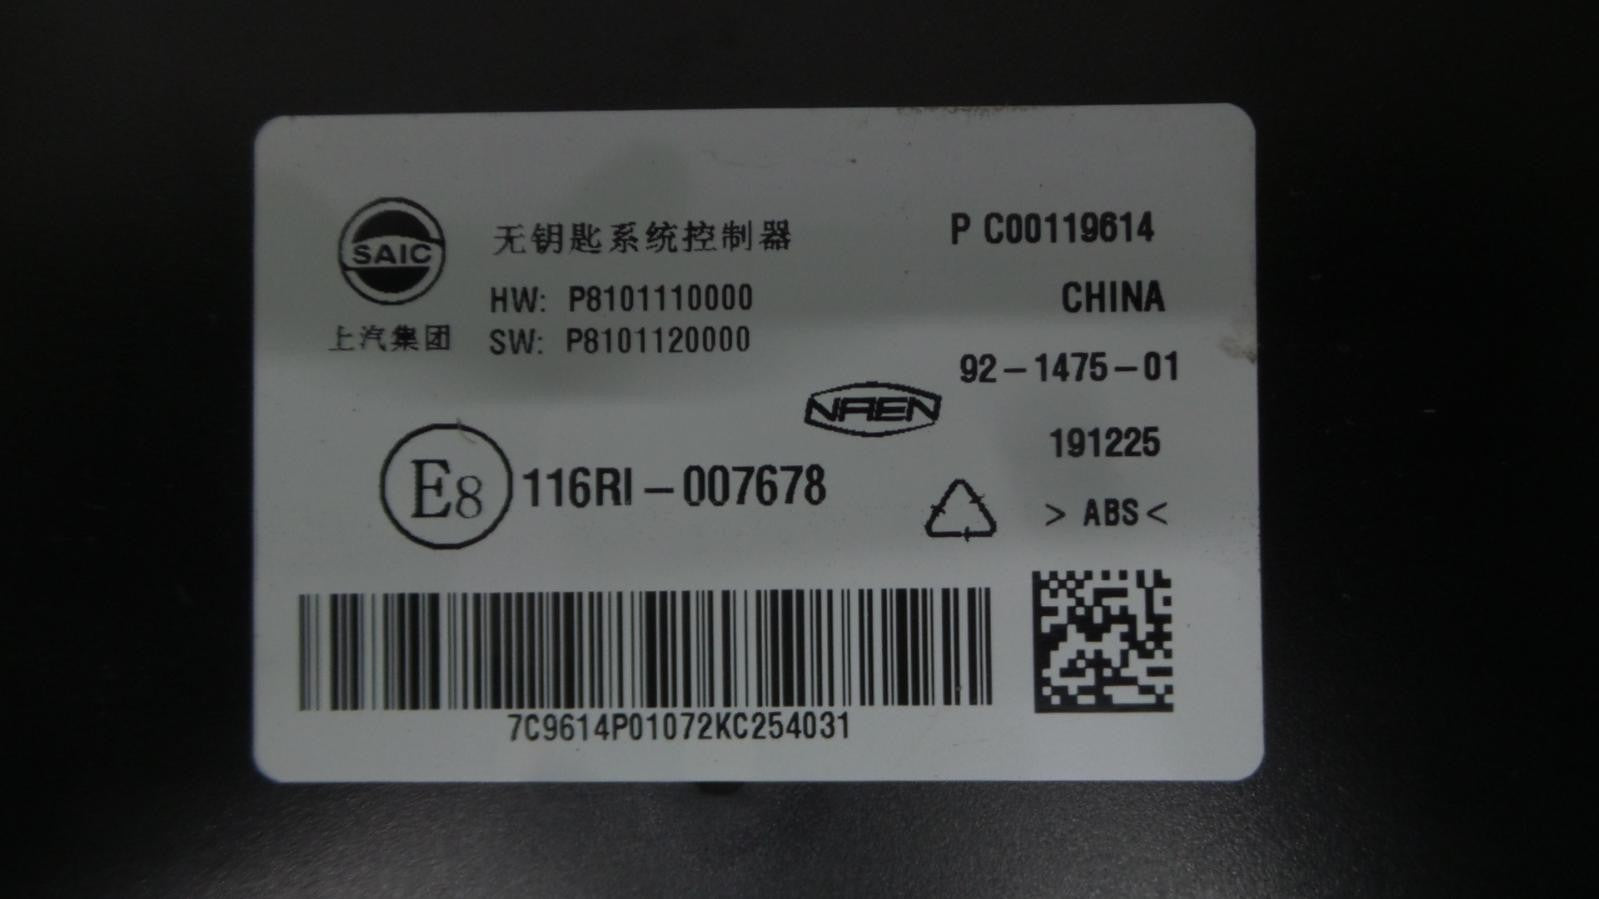 SAIC
上汽集团
无钥匙系统控制器
HW: P8101110000
SW: P8101120000
P C00119614
CHINA
92-1475-01
NAEN
191225
E8 116RI-007678
> ABS <
7C9614P01072KC254031